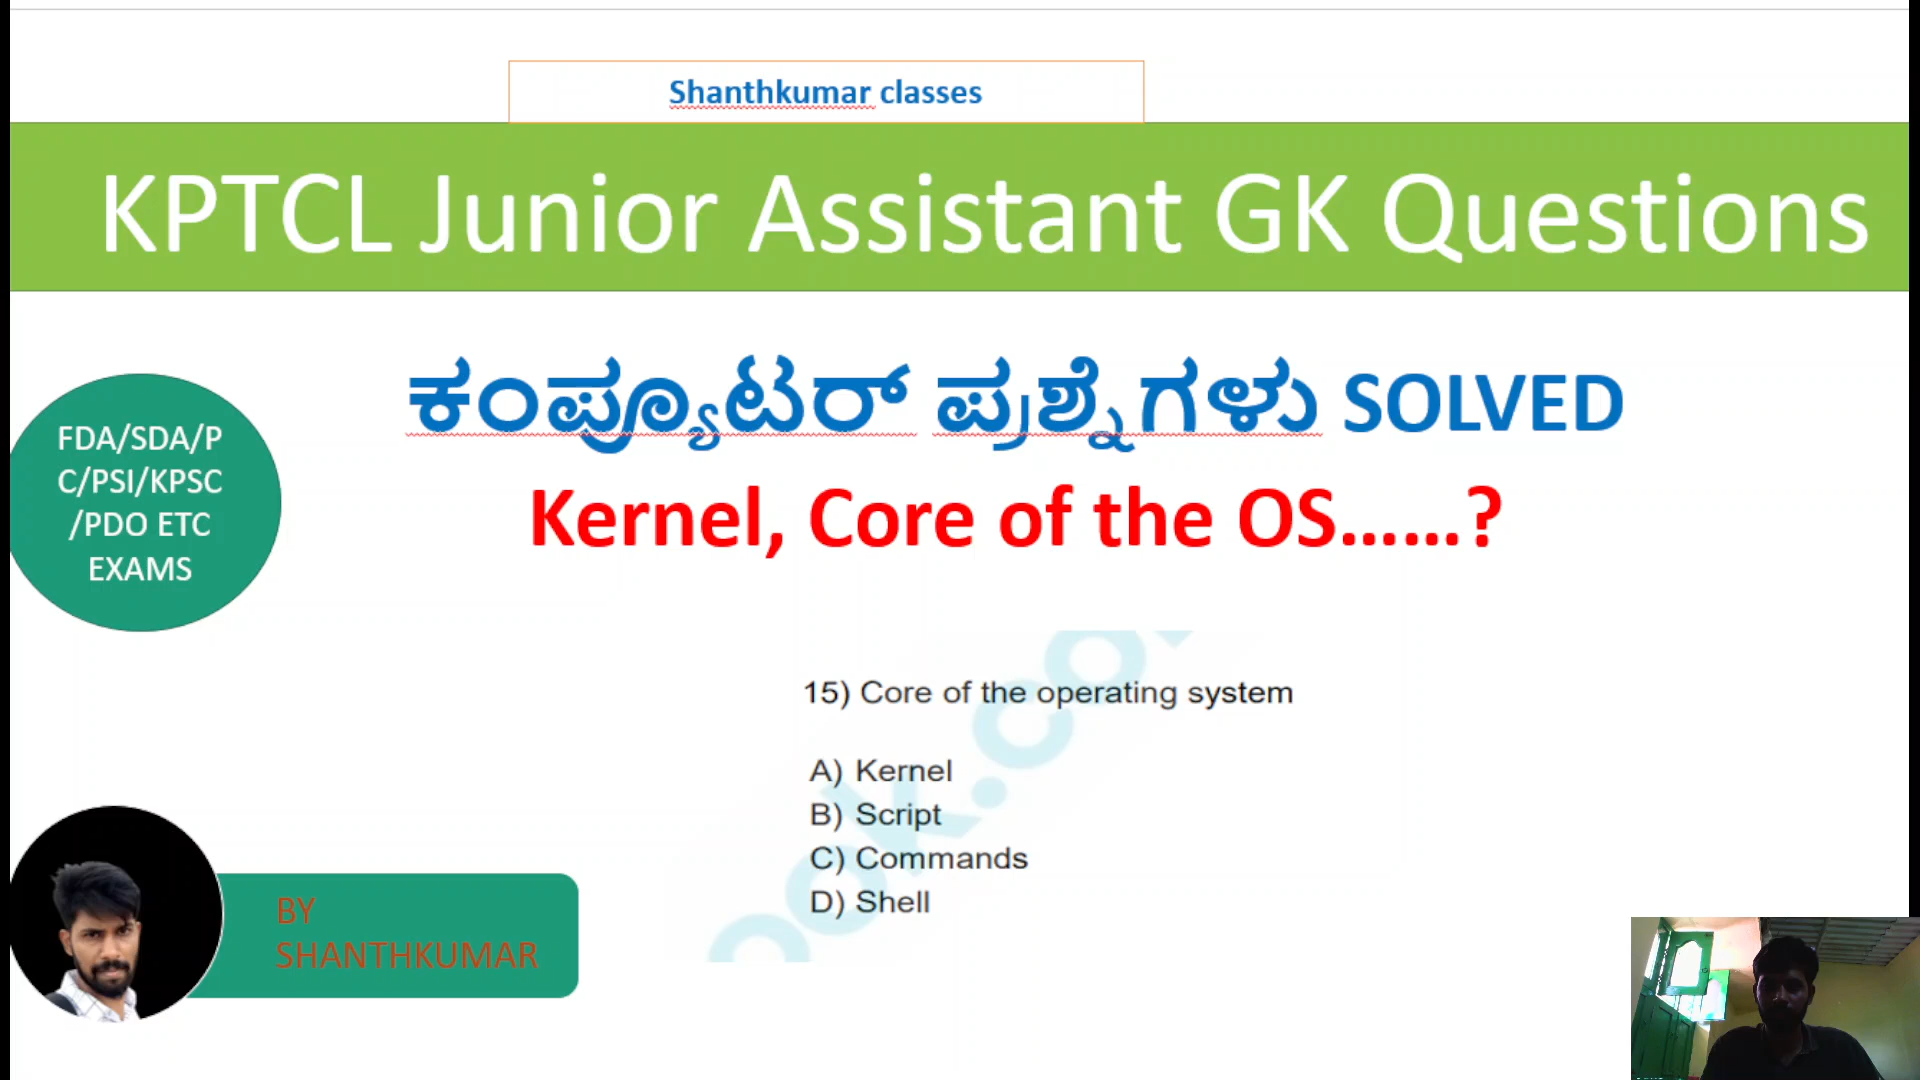 Shanthkumar classes
KPTCL Junior Assistant GK Questions
ಕಂಪ್ಯೂಟರ್ ಪ್ರಶ್ನೆಗಳು SOLVED
Kernel, Core of the OS......?
FDA/SDA/P
C/PSI/KPSC
/PDO ETC
EXAMS
15) Core of the operating system
A) Kernel
B) Script
C) Commands
D) Shell
BY
SHANTHKUMAR